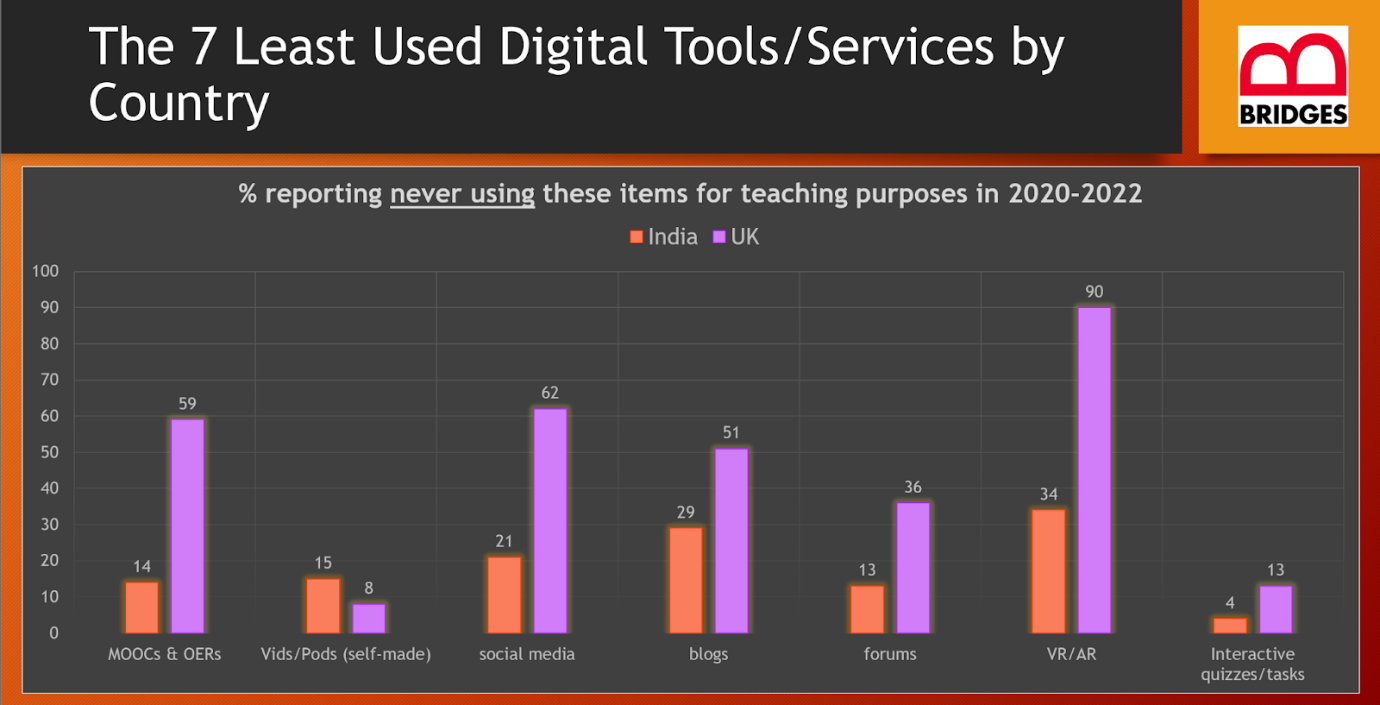 The 7 Least Used Digital Tools/Services by
Country
BRIDGES
% reporting never using these items for teaching purposes in 2020-2022
India UK
100
90
80
70
60
50
40
30
20
10
0
14
59
15
8
21
62
29
51
13
36
34
90
4
13
MOOCs & OERs
Vids/Pods (self-made)
social media
blogs
forums
VR/AR
Interactive
quizzes/tasks